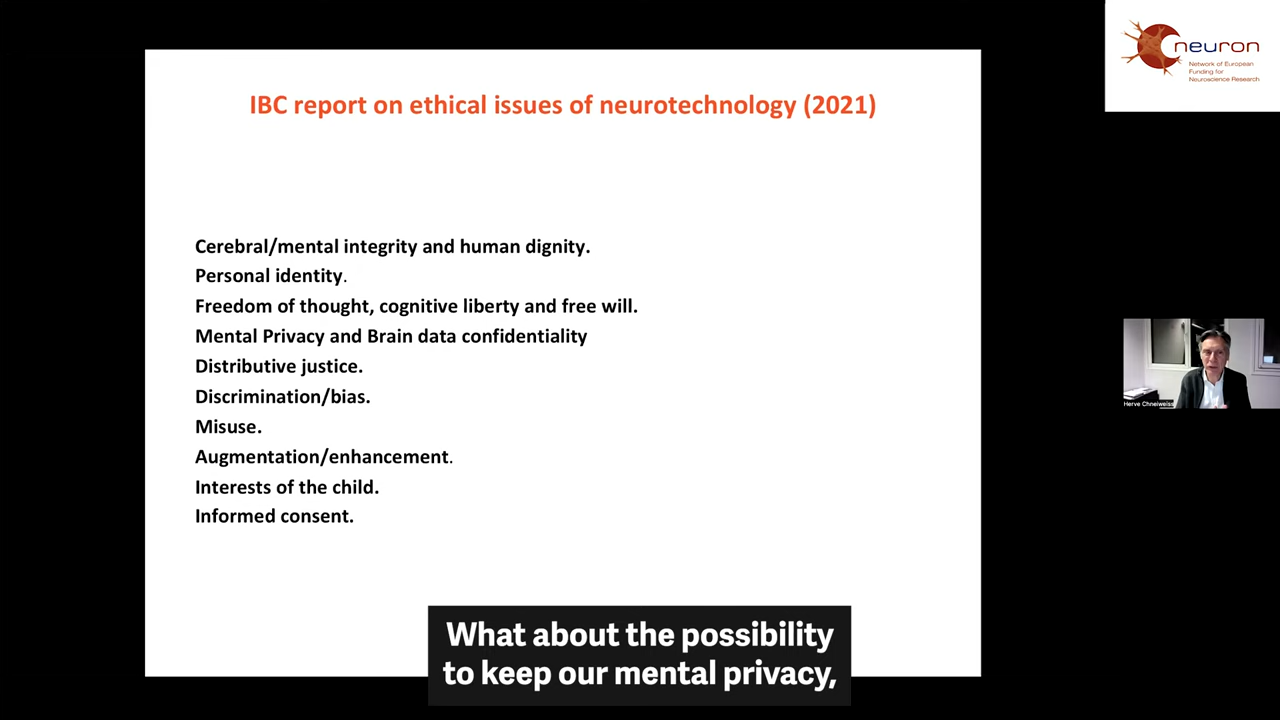 neuron
Network of European
Funding for
Neuroscience Research
IBC report on ethical issues of neurotechnology (2021)
Cerebral/mental integrity and human dignity.
Personal identity.
Freedom of thought, cognitive liberty and free will.
Mental Privacy and Brain data confidentiality
Distributive justice.
Discrimination/bias.
Misuse.
Augmentation/enhancement.
Interests of the child.
Informed consent.
Herve Chneiweiss
What about the possibility
to keep our mental privacy,